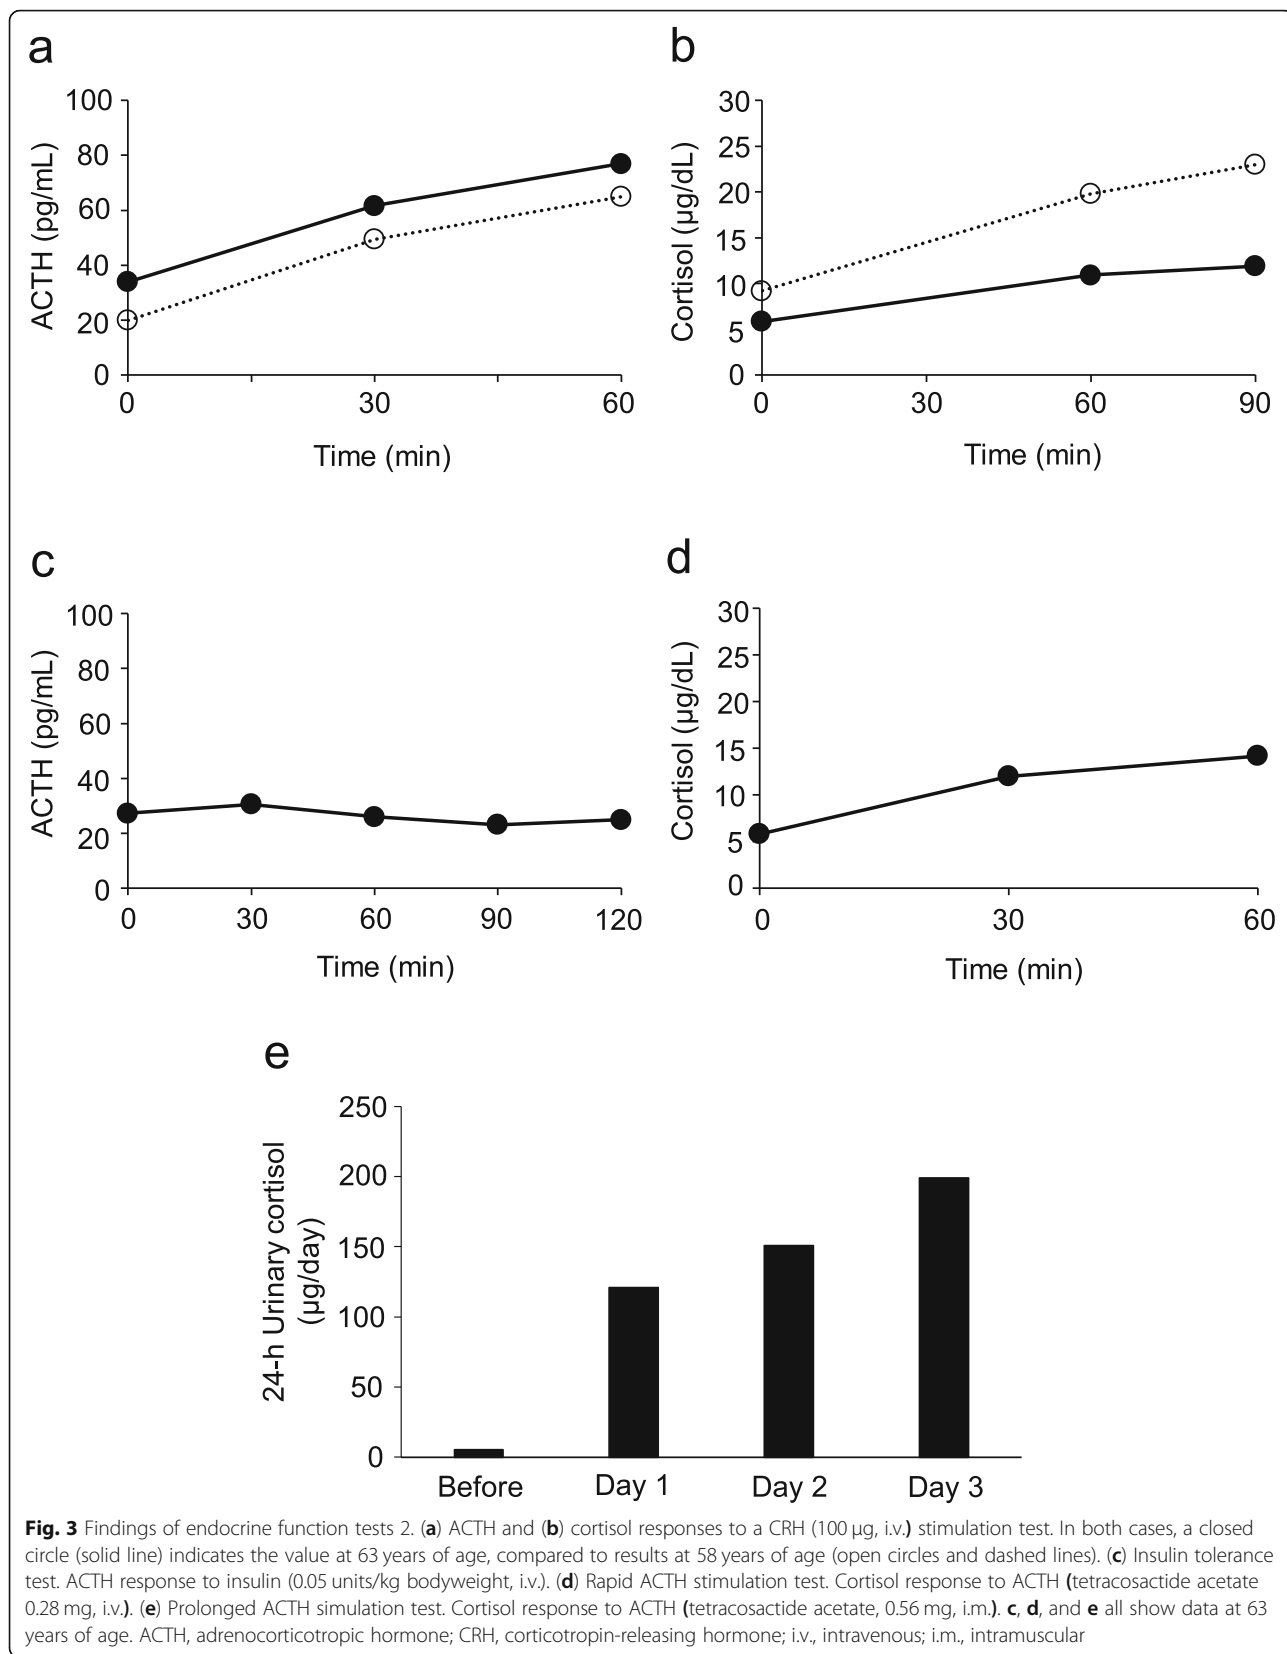 a
100
80
60
40
20
0
ACTH (pg/mL)
0 30 60
Time (min)
b
30
25
20
15
10
5
0
Cortisol (µg/dL)
0 30 60 90
Time (min)
c
100
80
60
40
20
0
ACTH (pg/mL)
0 30 60 90 120
Time (min)
d
30
25
20
15
10
5
0
Cortisol (µg/dL)
0 30 60
Time (min)
e
250
200
150
100
50
0
24-h Urinary cortisol
(µg/day)
Before Day 1 Day 2 Day 3
Fig. 3 Findings of endocrine function tests 2. (a) ACTH and (b) cortisol responses to a CRH (100 µg, i.v.) stimulation test. In both cases, a closed
circle (solid line) indicates the value at 63 years of age, compared to results at 58 years of age (open circles and dashed lines). (c) Insulin tolerance
test. ACTH response to insulin (0.05 units/kg bodyweight, i.v.). (d) Rapid ACTH stimulation test. Cortisol response to ACTH (tetracosactide acetate
0.28 mg, i.v.). (e) Prolonged ACTH simulation test. Cortisol response to ACTH (tetracosactide acetate, 0.56 mg, i.m.). c, d, and e all show data at 63
years of age. ACTH, adrenocorticotropic hormone; CRH, corticotropin-releasing hormone; i.v., intravenous; i.m., intramuscular